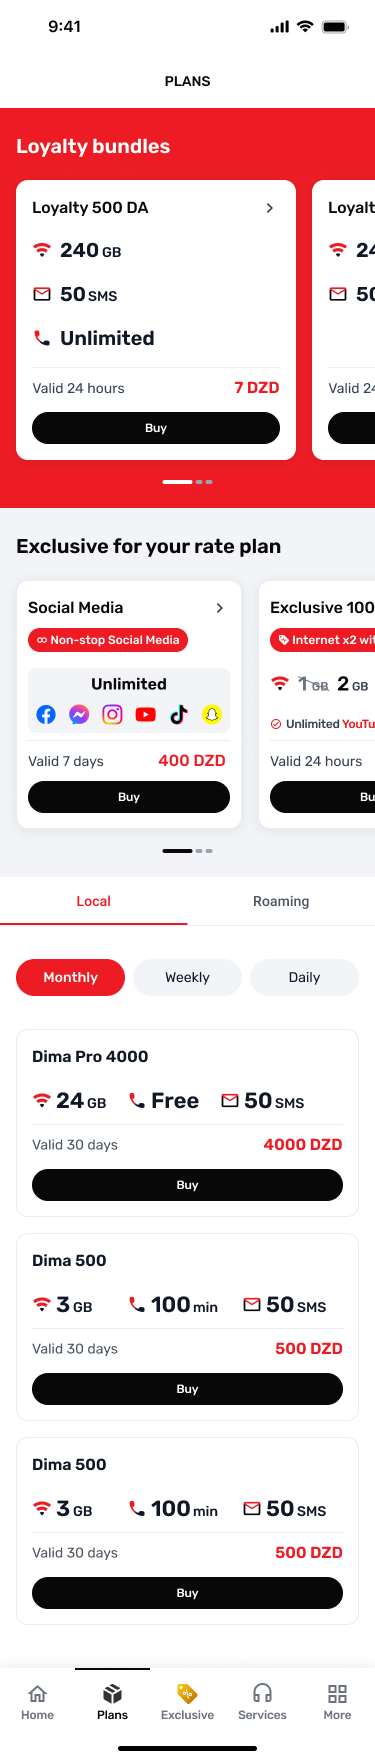 9:41
PLANS
Loyalty bundles
Loyalty 500 DA
240 GB
50 SMS
Unlimited
Valid 24 hours 7 DZD
Buy
Exclusive for your rate plan
Social Media
Non-stop Social Media
Unlimited
Valid 7 days 400 DZD
Buy
Exclusive 100
Internet x2 wit
1 GB 2 GB
Unlimited YouTu
Valid 24 hours
Bu
Local Roaming
Monthly Weekly Daily
Dima Pro 4000
24 GB Free 50 SMS
Valid 30 days 4000 DZD
Buy
Dima 500
3 GB 100 min 50 SMS
Valid 30 days 500 DZD
Buy
Dima 500
3 GB 100 min 50 SMS
Valid 30 days 500 DZD
Buy
Home Plans Exclusive Services More